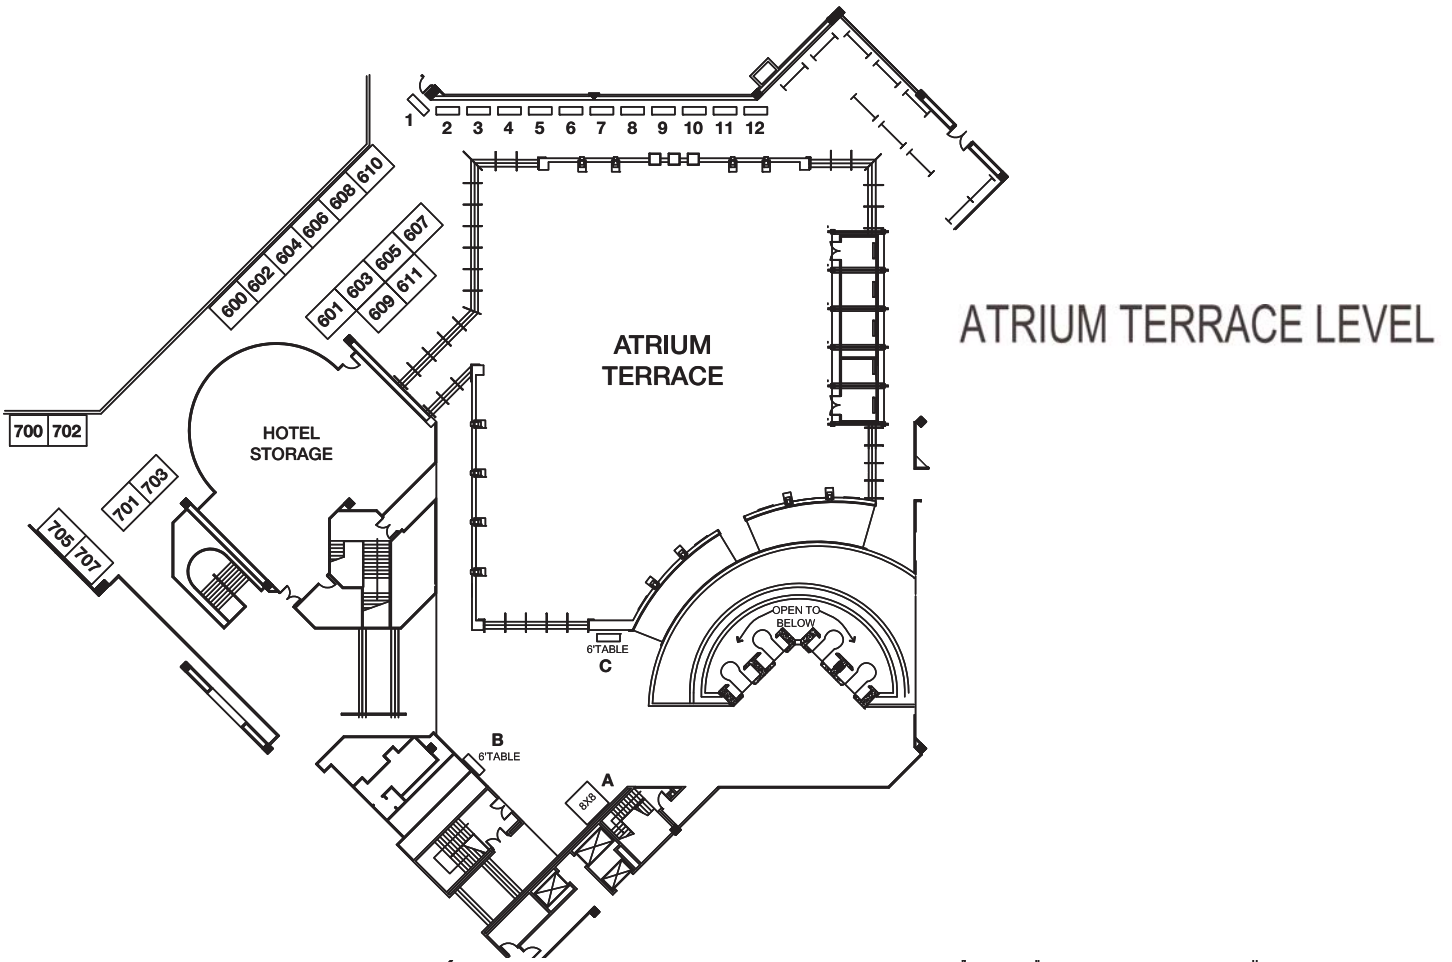 1
2 3 4 5 6 7 8 9 10 11 12
600 602 604 606 608 610
601 603 605 607
609 611
ATRIUM
TERRACE
ATRIUM TERRACE LEVEL
700 702
HOTEL
STORAGE
701 703
705 707
OPEN TO
BELOW
6'TABLE
C
B
6'TABLE
A
8X8